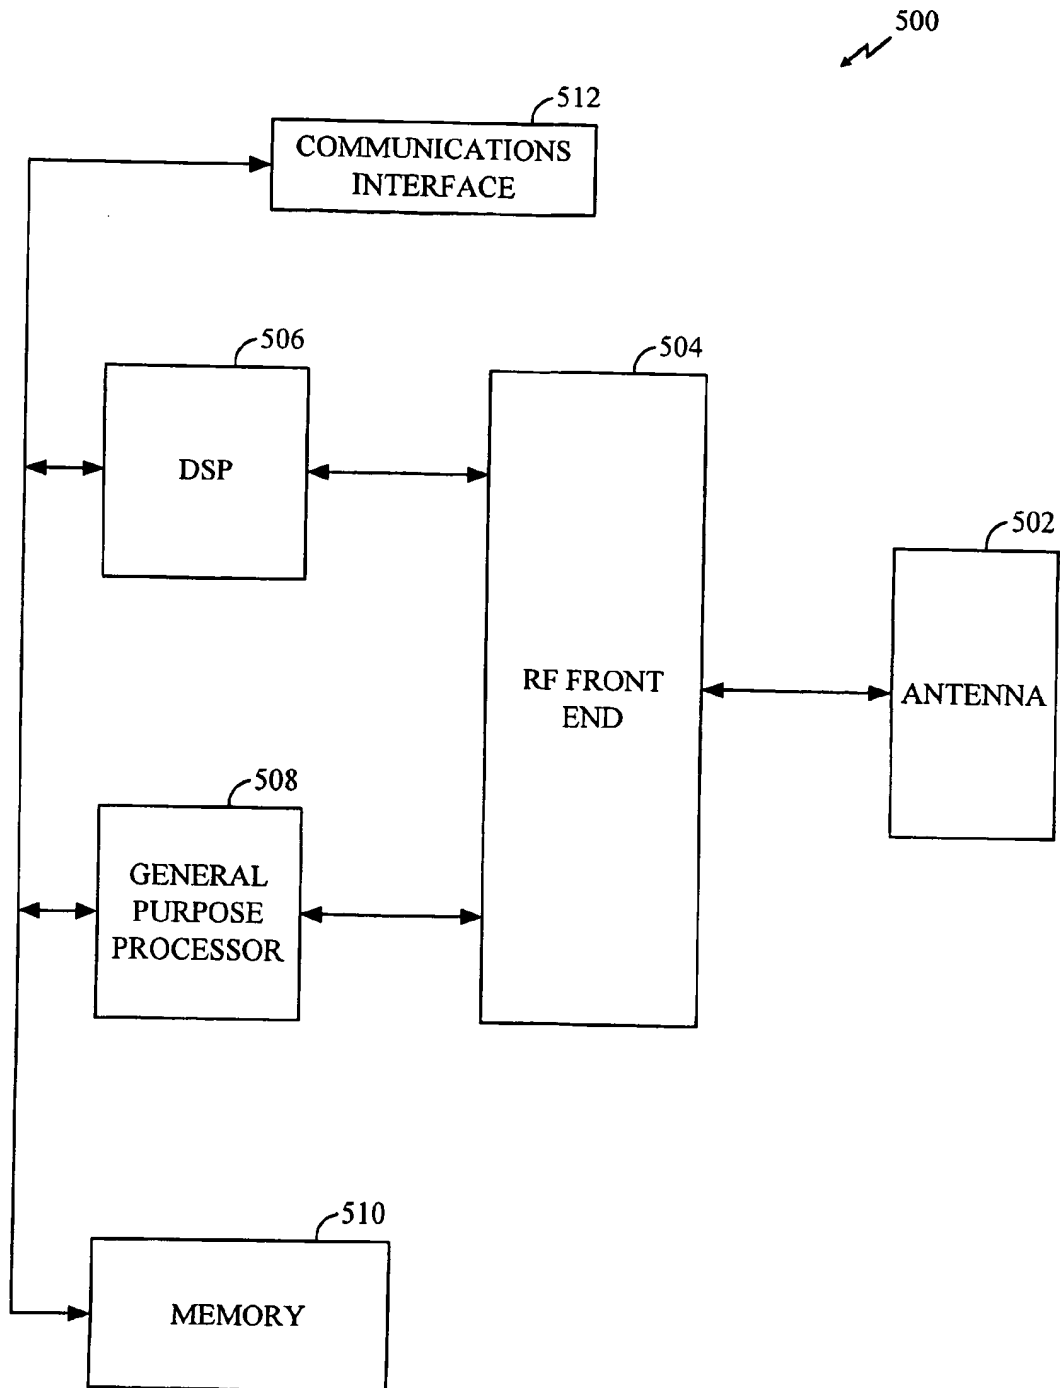 500
512
COMMUNICATIONS
INTERFACE
506
DSP
504
RF FRONT
END
502
ANTENNA
508
GENERAL
PURPOSE
PROCESSOR
510
MEMORY